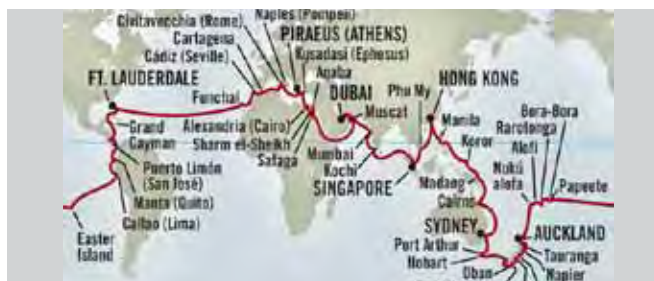 Naples (Pompeii)
Civitavecchia (Rome)
PIRAEUS (ATHENS)
Cartagena
Kusadasi (Ephesus)
Cádiz (Seville)
Aqaba
HONG KONG
FT. LAUDERDALE
DUBAI
Phu My
Funchal
Muscat
Manila
Bora-Bora
Rarotonga
Grand
Cayman
Alexandria (Cairo)
Koror
Alofi
Sharm el-Sheikh
Mumbai
Nuku
alofa
Safaga
Kochi
Puerto Limón
(San José)
SINGAPORE
Madang
Papeete
Manta (Quito)
Cairns
Callao (Lima)
SYDNEY
AUCKLAND
Easter
Island
Port Arthur
Tauranga
Hobart
Oban
Napier